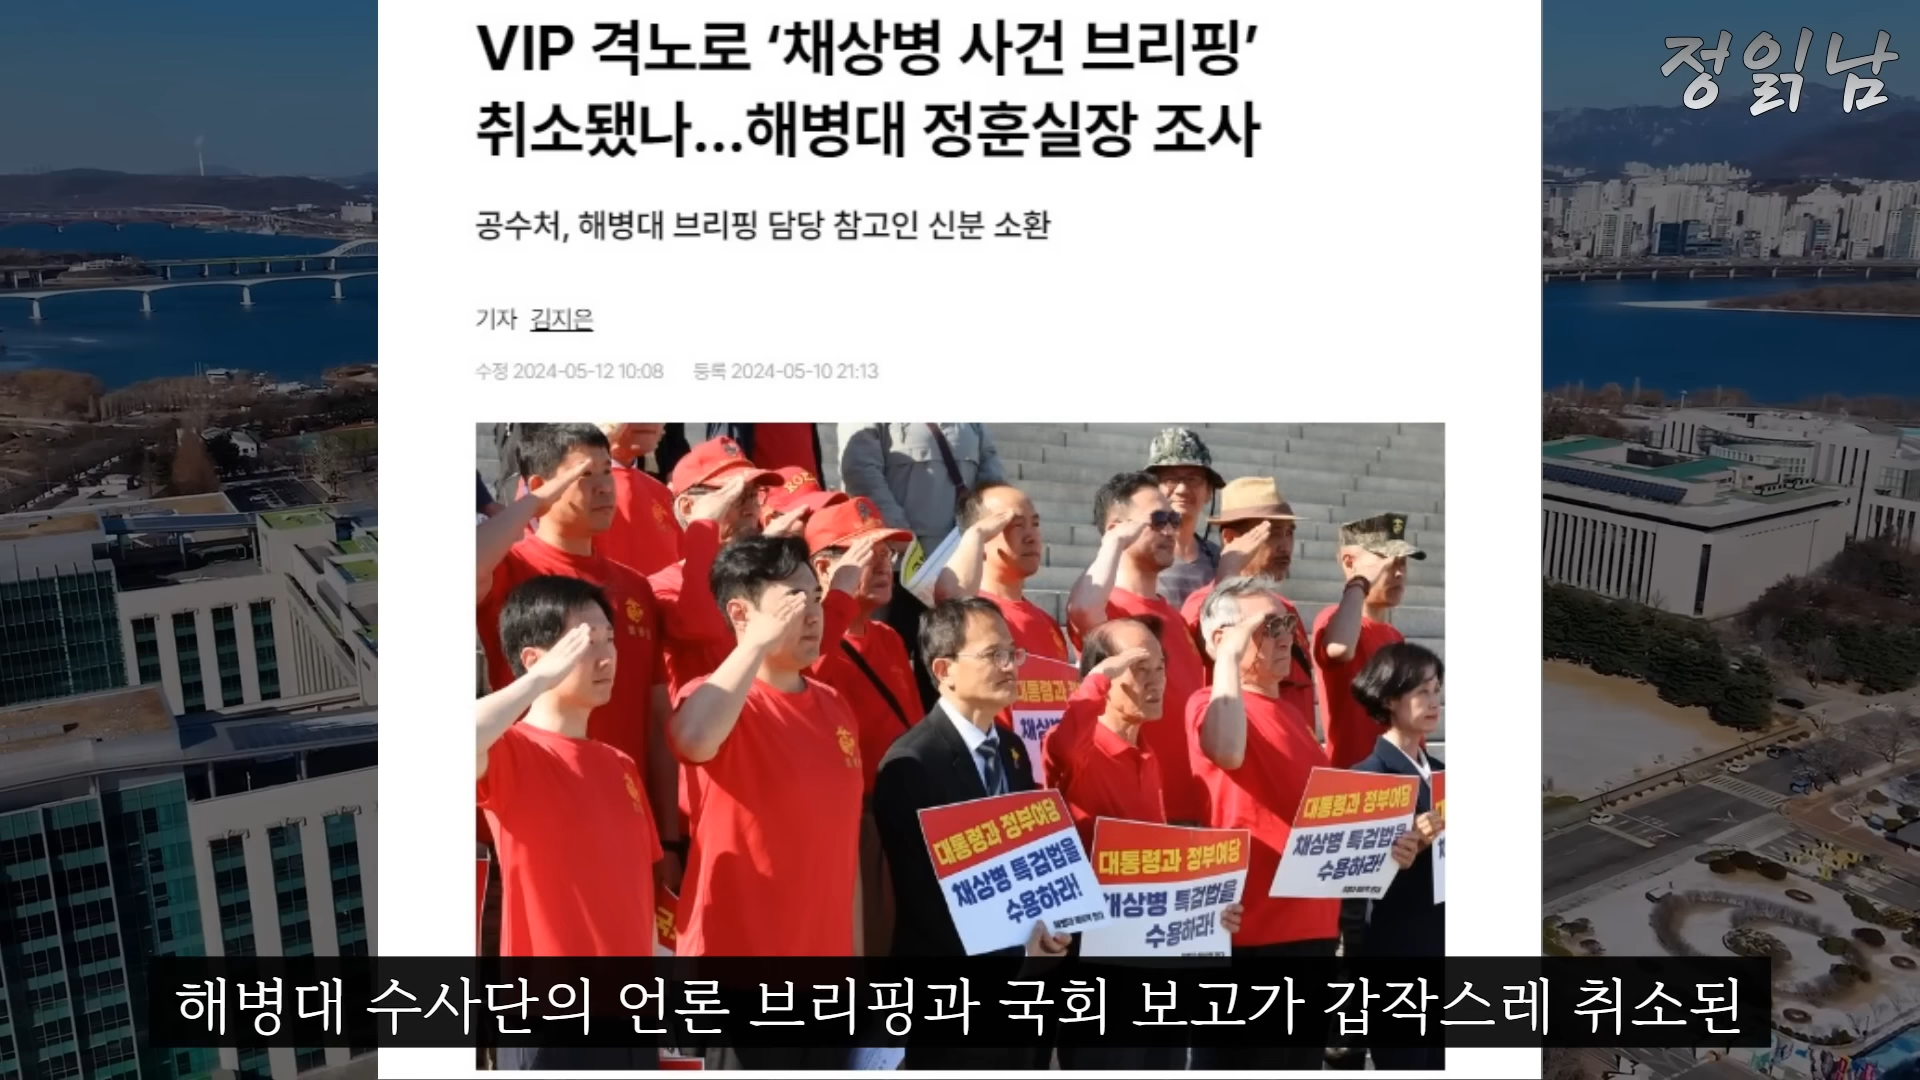 VIP 격노로 ‘채상병 사건 브리핑’
정읽남
취소됐나…해병대 정훈실장 조사
공수처, 해병대 브리핑 담당 참고인 신분 소환
기자 김지은
수정 2024-05-12 10:08 등록 2024-05-10 21:13
대통령과
대통령과 정부여당
채상병 특검법을
수용하라!
대통령과 정부여당
채상병 특검법을
수용하라!
대통령과 정부여당
채상병 특검법을
수용하라!
해병대 수사단의 언론 브리핑과 국회 보고가 갑작스레 취소된